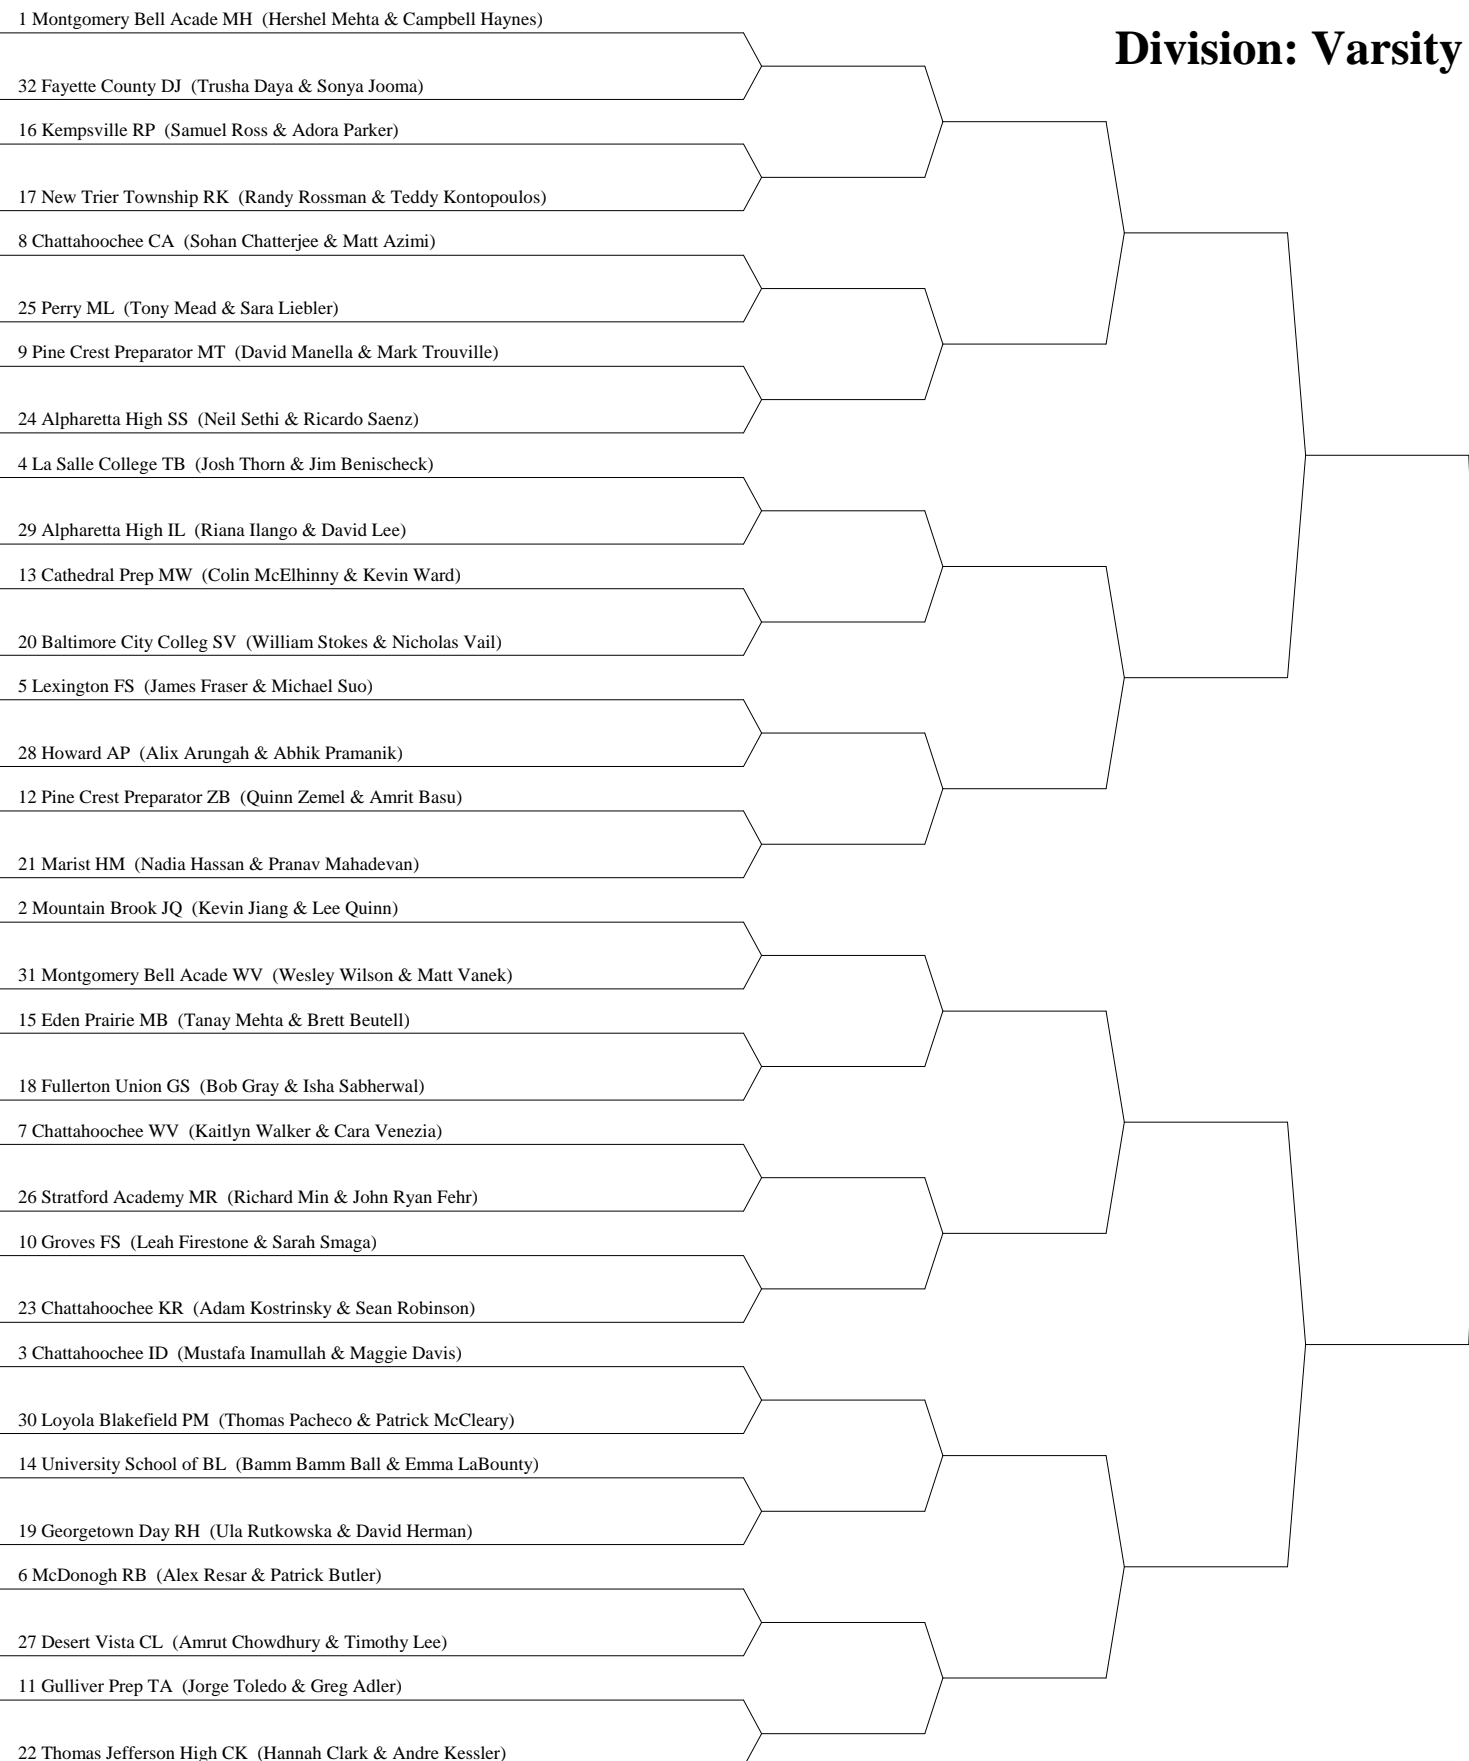 1 Montgomery Bell Acade MH (Hershel Mehta & Campbell Haynes)
Division: Varsity
32 Fayette County DJ (Trusha Daya & Sonya Jooma)
16 Kempsville RP (Samuel Ross & Adora Parker)
17 New Trier Township RK (Randy Rossman & Teddy Kontopoulos)
8 Chattahoochee CA (Sohan Chatterjee & Matt Azimi)
25 Perry ML (Tony Mead & Sara Liebler)
9 Pine Crest Preparator MT (David Manella & Mark Trouville)
24 Alpharetta High SS (Neil Sethi & Ricardo Saenz)
4 La Salle College TB (Josh Thorn & Jim Benischeck)
29 Alpharetta High IL (Riana Ilango & David Lee)
13 Cathedral Prep MW (Colin McElhinny & Kevin Ward)
20 Baltimore City Colleg SV (William Stokes & Nicholas Vail)
5 Lexington FS (James Fraser & Michael Suo)
28 Howard AP (Alix Arungah & Abhik Pramanik)
12 Pine Crest Preparator ZB (Quinn Zemel & Amrit Basu)
21 Marist HM (Nadia Hassan & Pranav Mahadevan)
2 Mountain Brook JQ (Kevin Jiang & Lee Quinn)
31 Montgomery Bell Acade WV (Wesley Wilson & Matt Vanek)
15 Eden Prairie MB (Tanay Mehta & Brett Beutell)
18 Fullerton Union GS (Bob Gray & Isha Sabherwal)
7 Chattahoochee WV (Kaitlyn Walker & Cara Venezia)
26 Stratford Academy MR (Richard Min & John Ryan Fehr)
10 Groves FS (Leah Firestone & Sarah Smaga)
23 Chattahoochee KR (Adam Kostrinsky & Sean Robinson)
3 Chattahoochee ID (Mustafa Inamullah & Maggie Davis)
30 Loyola Blakefield PM (Thomas Pacheco & Patrick McCleary)
14 University School of BL (Bamm Bamm Ball & Emma LaBounty)
19 Georgetown Day RH (Ula Rutkowska & David Herman)
6 McDonogh RB (Alex Resar & Patrick Butler)
27 Desert Vista CL (Amrut Chowdhury & Timothy Lee)
11 Gulliver Prep TA (Jorge Toledo & Greg Adler)
22 Thomas Jefferson High CK (Hannah Clark & Andre Kessler)